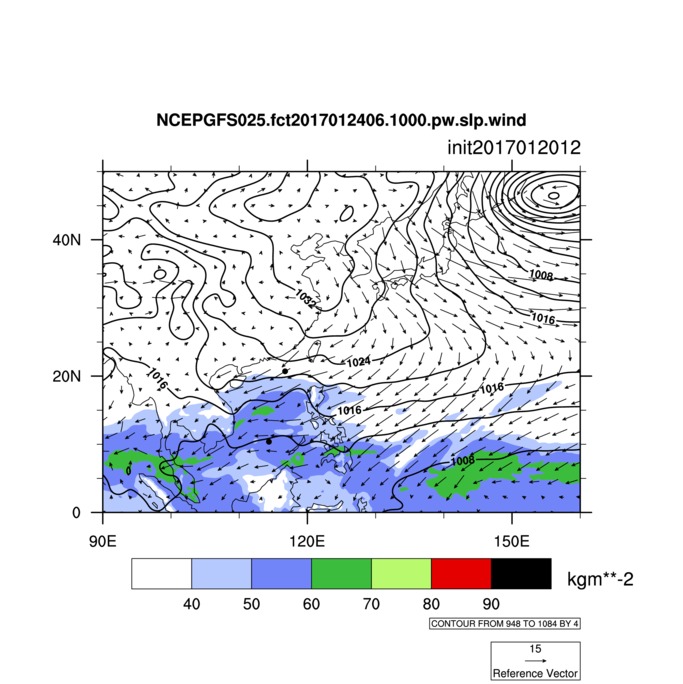 NCEPGFS025.fct2017012406.1000.pw.slp.wind
init2017012012
40N
1008
1032
1016
1024
20N
1016
1016
1016
1008
0
0
90E
120E
150E
40
50
60
70
80
90
kgm**-2
CONTOUR FROM 948 TO 1084 BY 4
15
Reference Vector